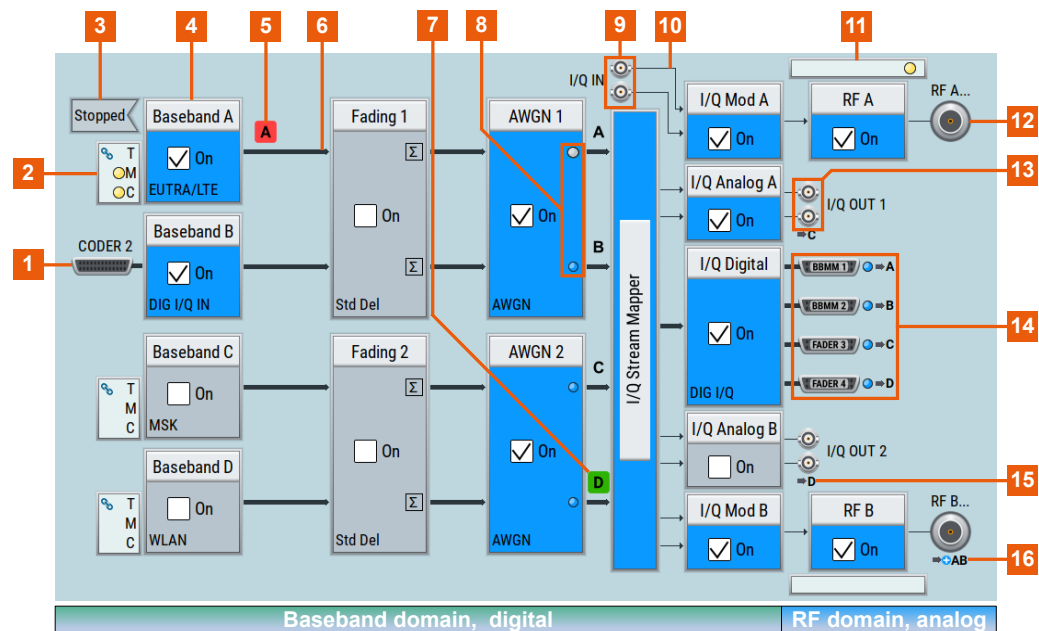 3
4
5
6
7
8
9
10
11
I/Q IN
Stopped
Baseband A
On
EUTRA/LTE
A
Fading 1
Σ
On
Σ
Std Del
AWGN 1
On
AWGN
A
B
I/Q Mod A
On
RF A
On
RF A...
12
2
T
M
C
I/Q Analog A
On
I/Q OUT 1
C
13
CODER 2
1
Baseband B
On
DIG I/Q IN
I/Q Stream Mapper
I/Q Digital
On
DIG I/Q
BBMM 1
A
BBMM 2
B
FADER 3
C
FADER 4
D
14
T
M
C
Baseband C
On
MSK
Fading 2
Σ
On
Σ
Std Del
AWGN 2
On
AWGN
C
D
I/Q Analog B
On
I/Q OUT 2
D
15
T
M
C
Baseband D
On
WLAN
I/Q Mod B
On
RF B
On
RF B...
AB
16
Baseband domain, digital
RF domain, analog